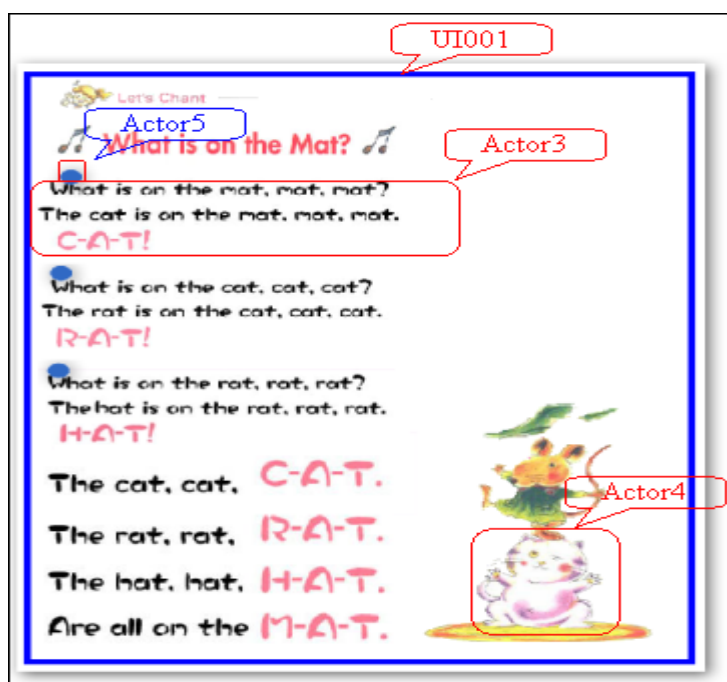 UI001
Let's Chant
Actor5
What is on the Mat?
Actor3
What is on the mat, mat, mat?
The cat is on the mat, mat, mat.
C-A-T!
What is on the cat, cat, cat?
The rat is on the cat, cat, cat.
R-A-T!
What is on the rat, rat, rat?
The hat is on the rat, rat, rat.
H-A-T!
The cat, cat, C-A-T.
Actor4
The rat, rat, R-A-T.
The hat, hat, H-A-T.
Are all on the M-A-T.